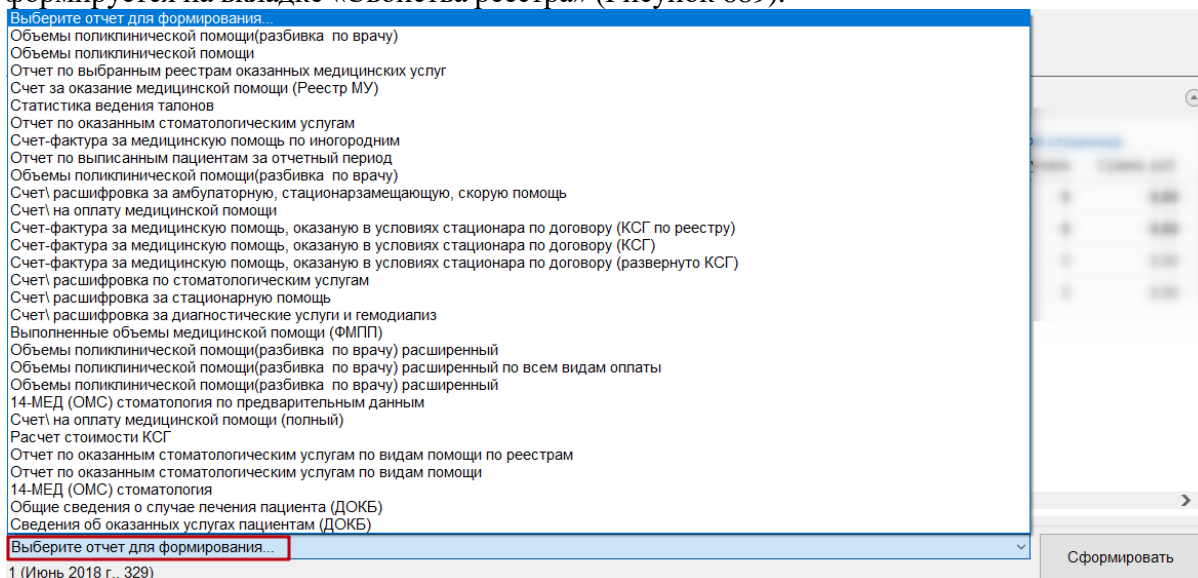 формируется на вкладке «Свойства реестра» (Рисунок 689).
Выберите отчет для формирования...
Объемы поликлинической помощи(разбивка по врачу)
Объемы поликлинической помощи
Отчет по выбранным реестрам оказанных медицинских услуг
Счет за оказание медицинской помощи (Реестр МУ)
Статистика ведения талонов
Отчет по оказанным стоматологическим услугам
Счет-фактура за медицинскую помощь по иногородним
Отчет по выписанным пациентам за отчетный период
Объемы поликлинической помощи(разбивка по врачу)
Счет\ расшифровка за амбулаторную, стационарзамещающую, скорую помощь
Счет\ на оплату медицинской помощи
Счет-фактура за медицинскую помощь, оказаную в условиях стационара по договору (КСГ по реестру)
Счет-фактура за медицинскую помощь, оказаную в условиях стационара по договору (КСГ)
Счет-фактура за медицинскую помощь, оказаную в условиях стационара по договору (развернуто КСГ)
Счет\ расшифровка по стоматологическим услугам
Счет\ расшифровка за стационарную помощь
Счет\ расшифровка за диагностические услуги и гемодиализ
Выполненные объемы медицинской помощи (ФМПП)
Объемы поликлинической помощи(разбивка по врачу) расширенный
Объемы поликлинической помощи(разбивка по врачу) расширенный по всем видам оплаты
Объемы поликлинической помощи(разбивка по врачу) расширенный
14-МЕД (ОМС) стоматология по предварительным данным
Счет\ на оплату медицинской помощи (полный)
Расчет стоимости КСГ
Отчет по оказанным стоматологическим услугам по видам помощи по реестрам
Отчет по оказанным стоматологическим услугам по видам помощи
14-МЕД (ОМС) стоматология
Общие сведения о случае лечения пациента (ДОКБ)
Сведения об оказанных услугах пациентам (ДОКБ)
Выберите отчет для формирования...
Сформировать
1 (Июнь 2018 г., 329)